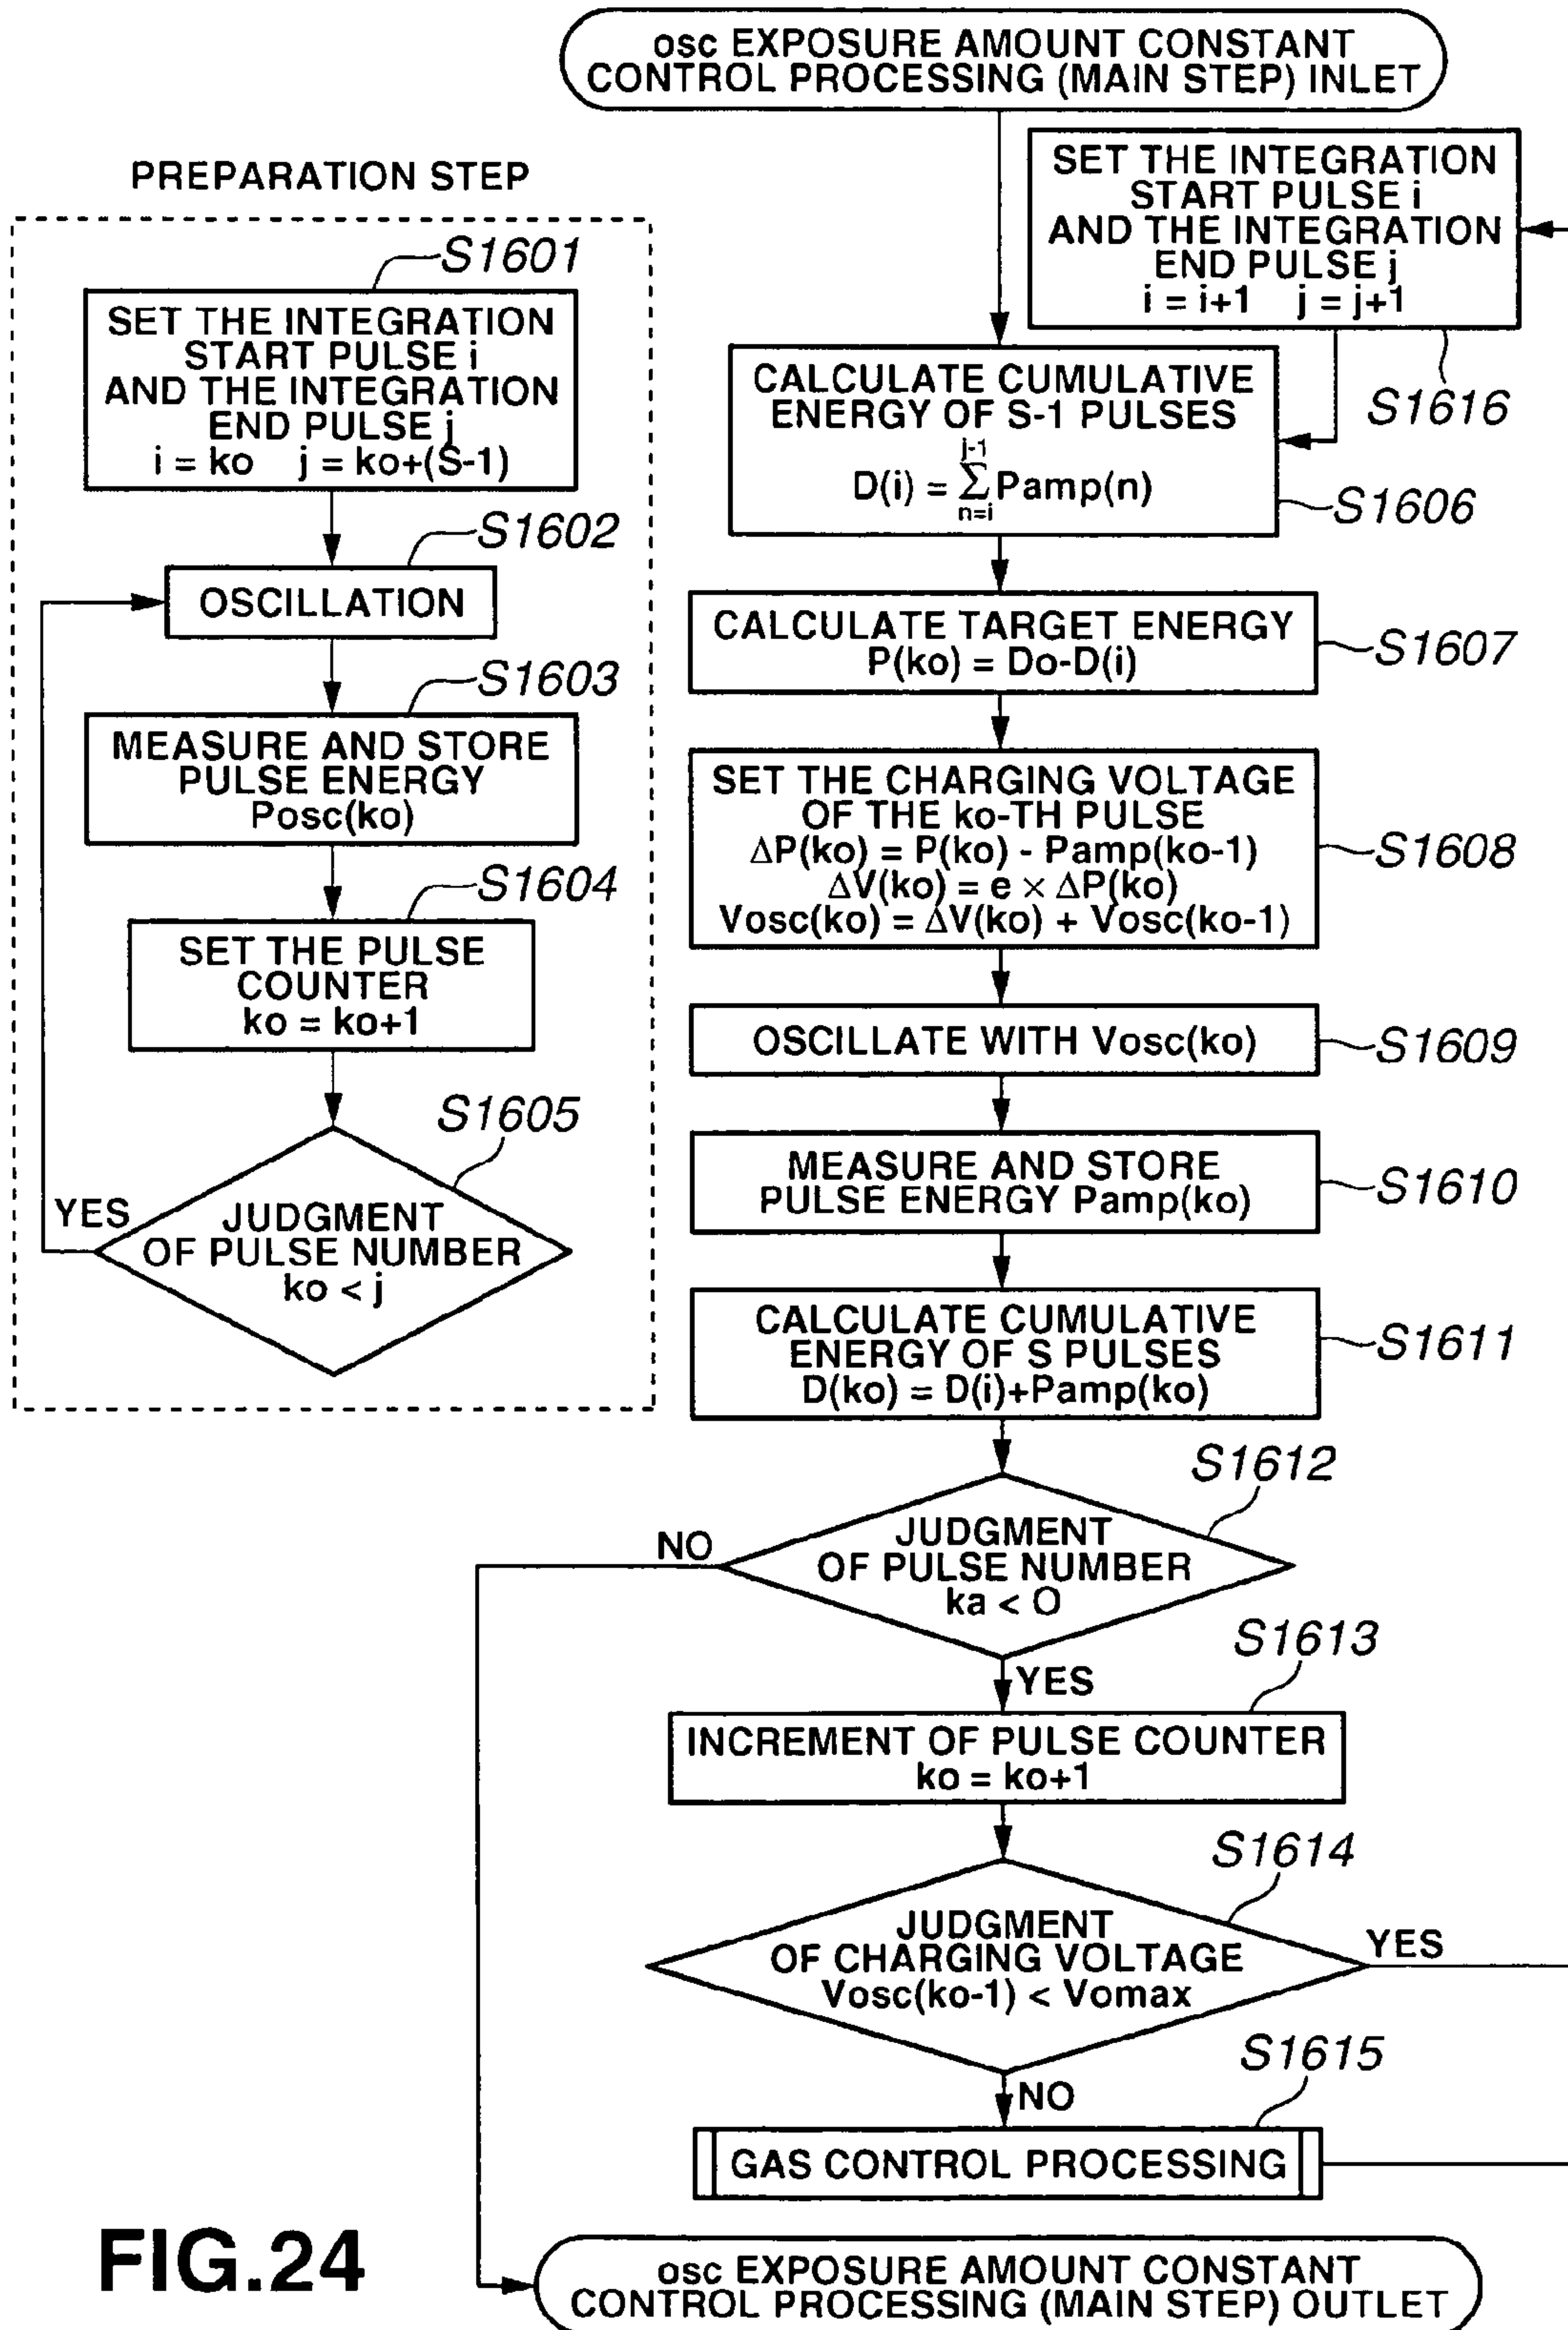 osc EXPOSURE AMOUNT CONSTANT
CONTROL PROCESSING (MAIN STEP) INLET
PREPARATION STEP
S1601
SET THE INTEGRATION
START PULSE i
AND THE INTEGRATION
END PULSE j
i = ko j = ko+(S-1)
S1602
OSCILLATION
S1603
MEASURE AND STORE
PULSE ENERGY
Posc(ko)
S1604
SET THE PULSE
COUNTER
ko = ko+1
S1605
YES
JUDGMENT
OF PULSE NUMBER
ko < j
SET THE INTEGRATION
START PULSE i
AND THE INTEGRATION
END PULSE j
i = i+1 j = j+1
S1616
CALCULATE CUMULATIVE
ENERGY OF S-1 PULSES
j-1
D(i) = Σ Pamp(n)
n=i
S1606
CALCULATE TARGET ENERGY
P(ko) = Do-D(i)
S1607
SET THE CHARGING VOLTAGE
OF THE ko-TH PULSE
ΔP(ko) = P(ko) - Pamp(ko-1)
ΔV(ko) = e × ΔP(ko)
Vosc(ko) = ΔV(ko) + Vosc(ko-1)
S1608
OSCILLATE WITH Vosc(ko)
S1609
MEASURE AND STORE
PULSE ENERGY Pamp(ko)
S1610
CALCULATE CUMULATIVE
ENERGY OF S PULSES
D(ko) = D(i)+Pamp(ko)
S1611
S1612
NO
JUDGMENT
OF PULSE NUMBER
ka < O
YES
S1613
INCREMENT OF PULSE COUNTER
ko = ko+1
S1614
JUDGMENT
OF CHARGING VOLTAGE
Vosc(ko-1) < Vomax
YES
NO
S1615
GAS CONTROL PROCESSING
osc EXPOSURE AMOUNT CONSTANT
CONTROL PROCESSING (MAIN STEP) OUTLET
FIG.24